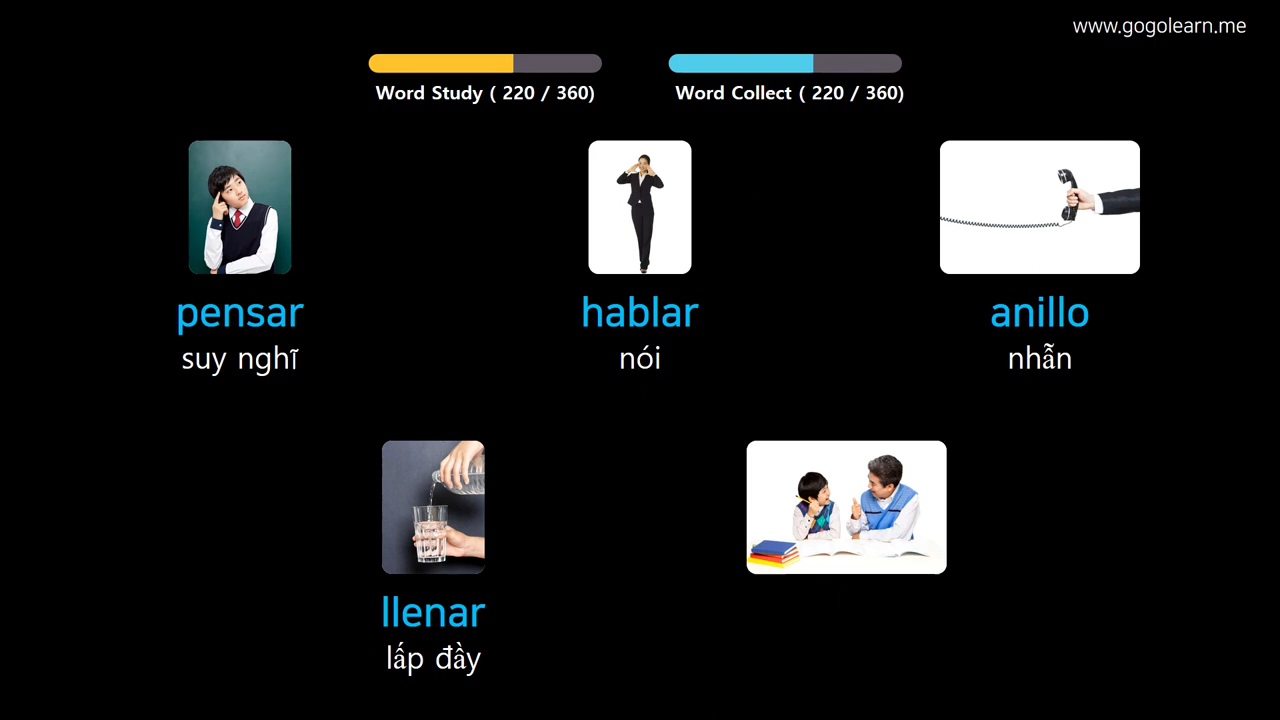 www.gogolearn.me
Word Study ( 220 / 360)
Word Collect ( 220 / 360)
pensar
suy nghĩ
hablar
nói
anillo
nhẫn
llenar
lấp đầy